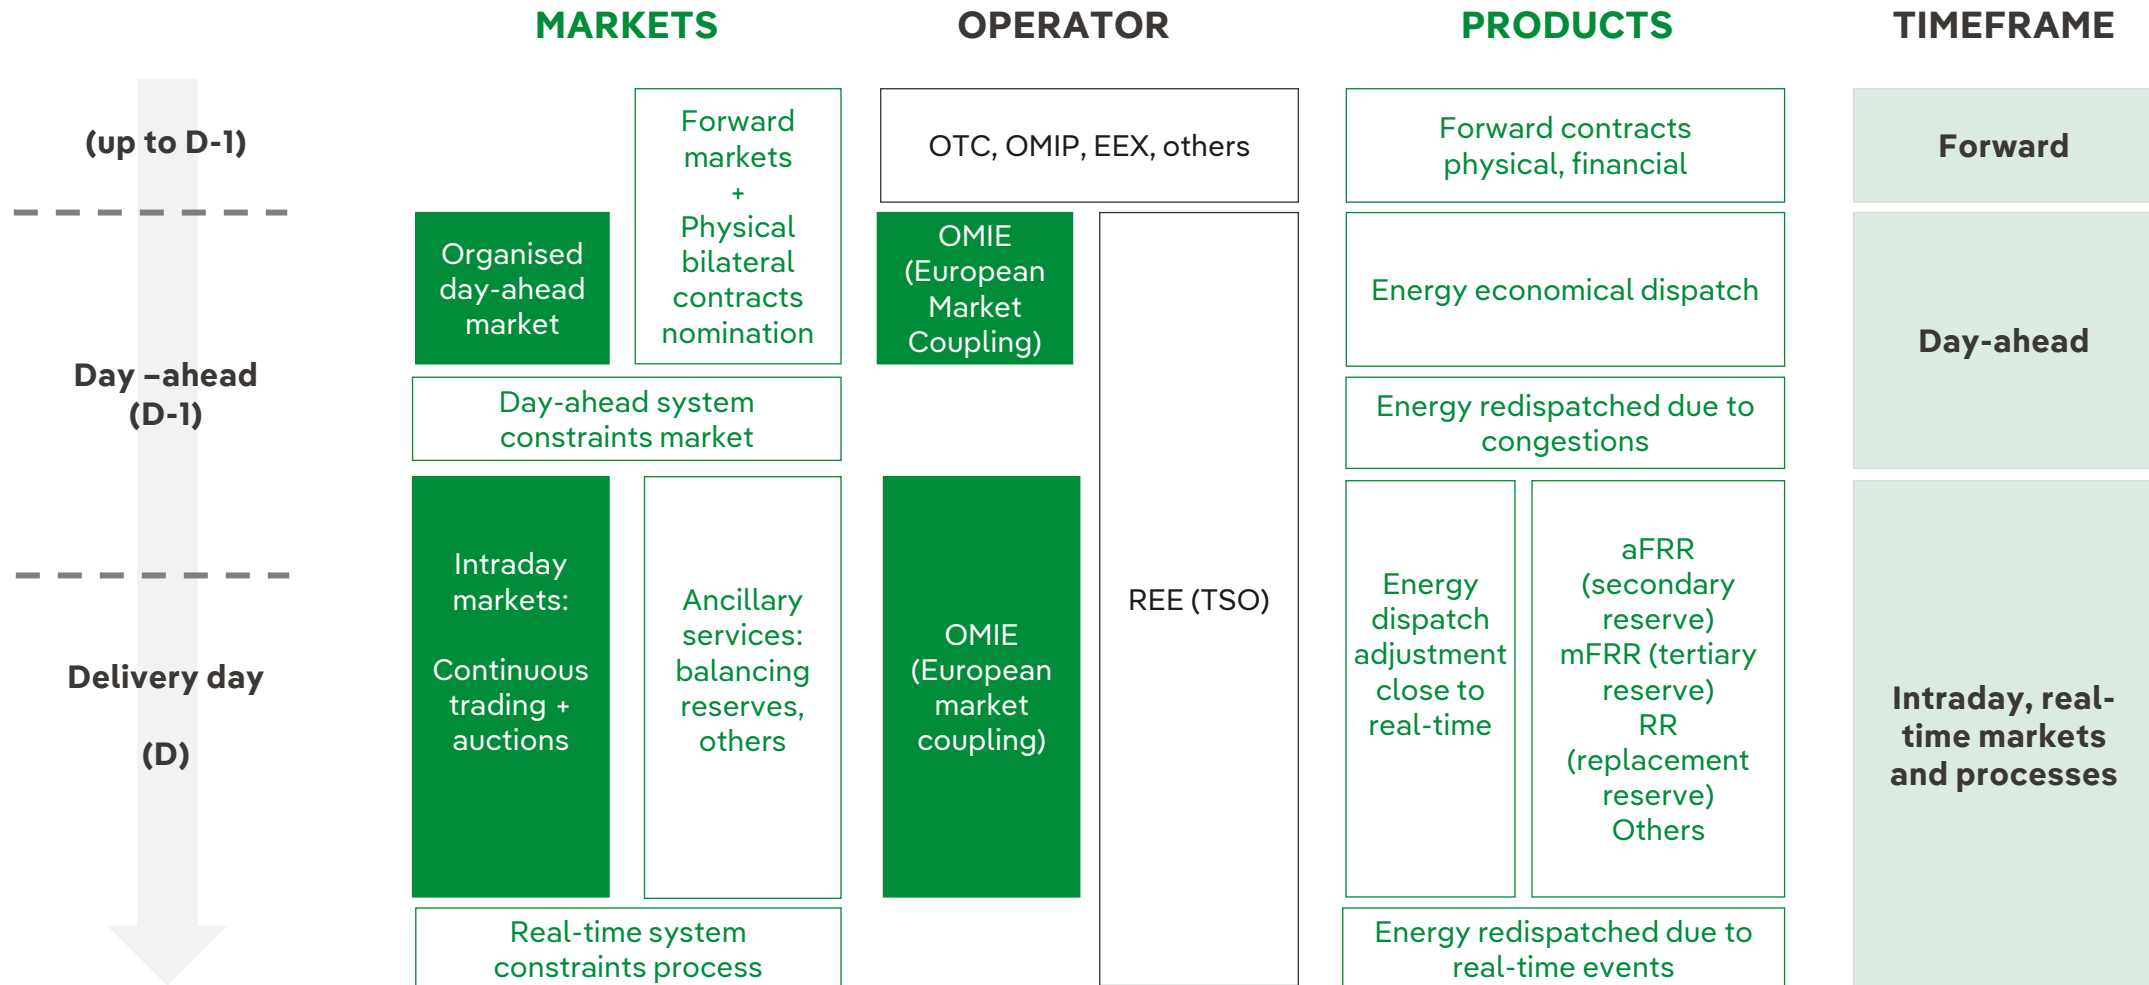 MARKETS
OPERATOR
PRODUCTS
TIMEFRAME
(up to D-1)
Forward
markets
+
Physical
bilateral
contracts
nomination
OTC, OMIP, EEX, others
Forward contracts
physical, financial
Forward
Day –ahead
(D-1)
Organised
day-ahead
market
OMIE
(European
Market
Coupling)
Energy economical dispatch
Day-ahead
Day-ahead system
constraints market
Energy redispatched due to
congestions
Delivery day
(D)
Intraday
markets:
Continuous
trading +
auctions
Ancillary
services:
balancing
reserves,
others
OMIE
(European
market
coupling)
REE (TSO)
Energy
dispatch
adjustment
close to
real-time
aFRR
(secondary
reserve)
mFRR (tertiary
reserve)
RR
(replacement
reserve)
Others
Intraday, real-
time markets
and processes
Real-time system
constraints process
Energy redispatched due to
real-time events